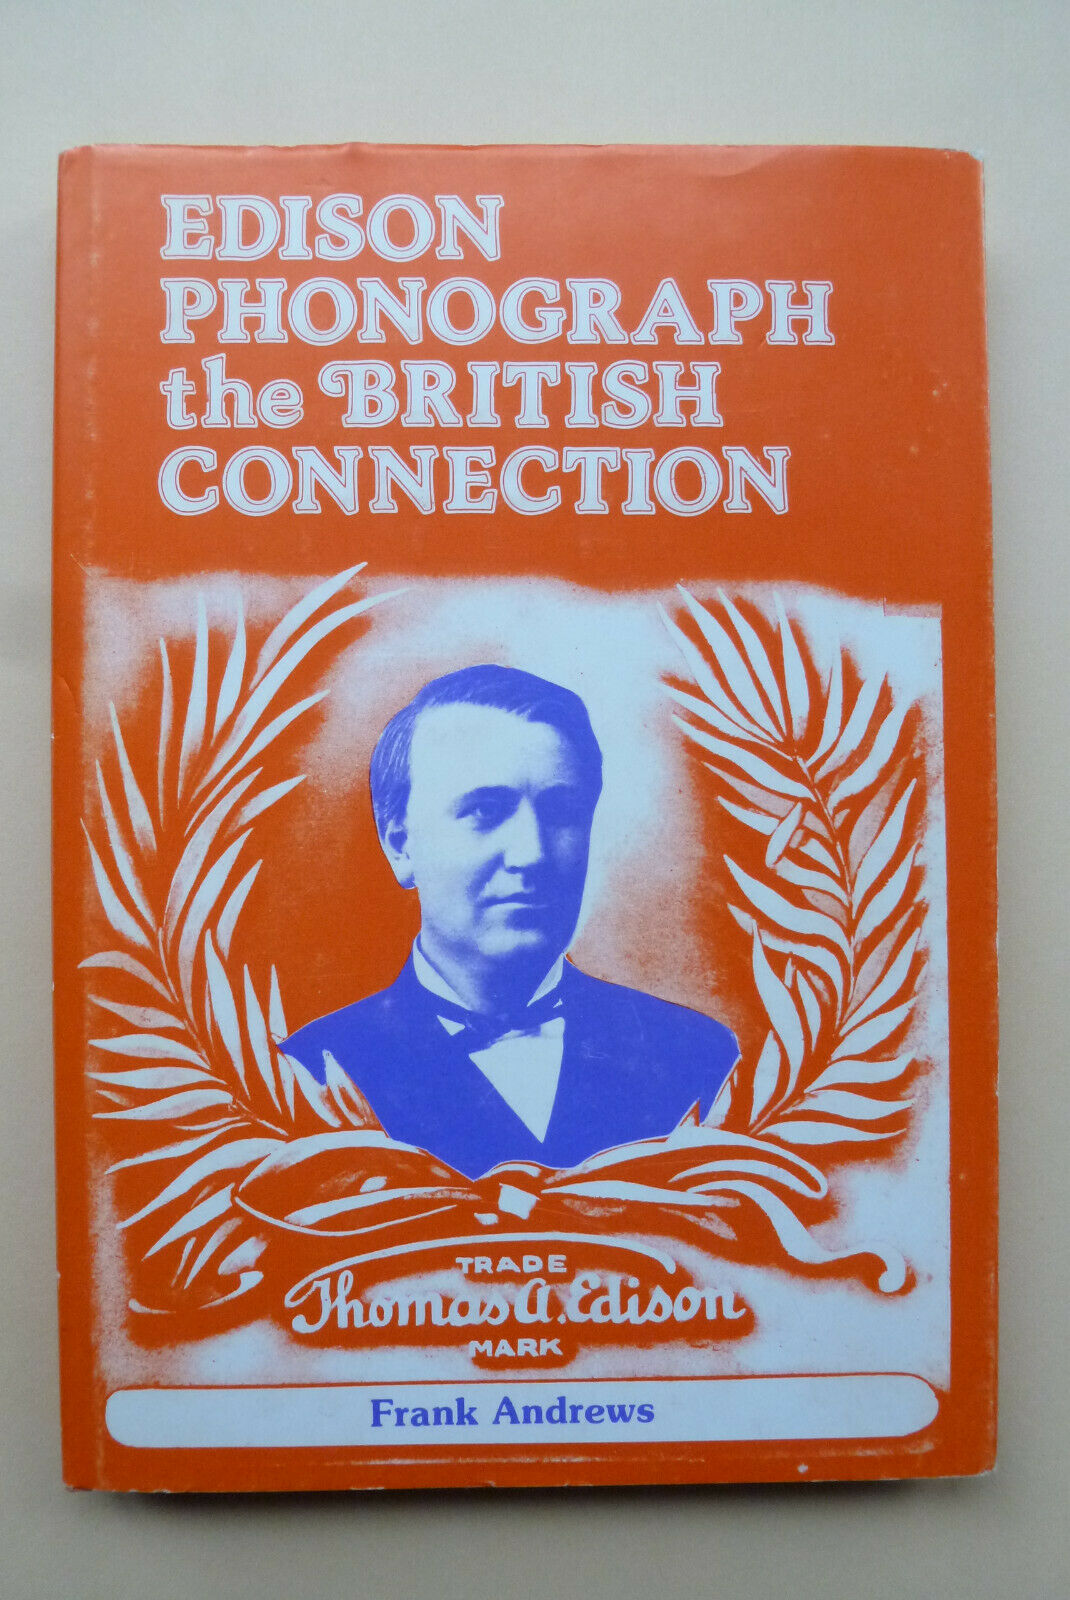 EDISON
PHONOGRAPH
the BRITISH
CONNECTION
TRADE
Thomas A. Edison
MARK
Frank Andrews